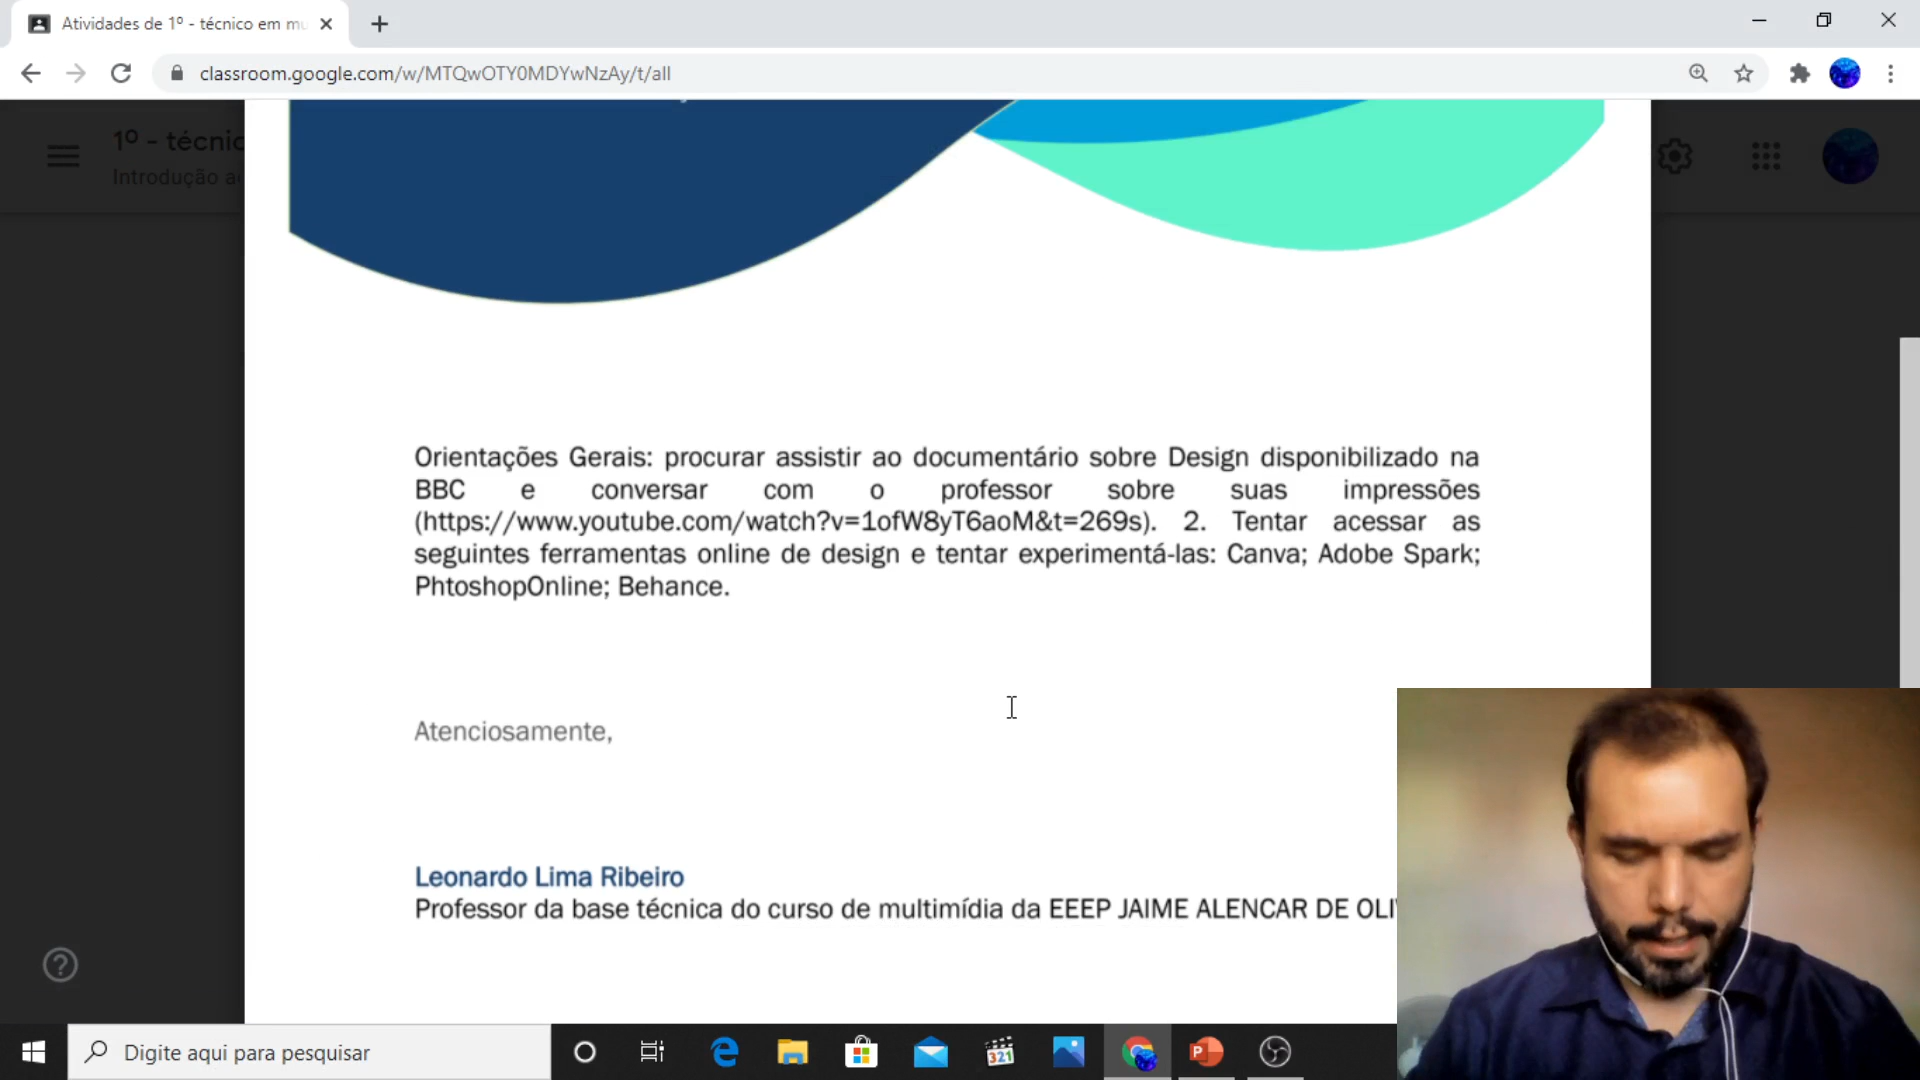 Atividades de 1º - técnico em mu
classroom.google.com/w/MTQwOTY0MDYwNzAy/t/all
1º - técnic
Introdução a
Orientações Gerais: procurar assistir ao documentário sobre Design disponibilizado na
BBC e conversar com o professor sobre suas impressões
(https://www.youtube.com/watch?v=1ofW8yT6aoM&t=269s). 2. Tentar acessar as
seguintes ferramentas online de design e tentar experimentá-las: Canva; Adobe Spark;
PhtoshopOnline; Behance.
Atenciosamente,
Leonardo Lima Ribeiro
Professor da base técnica do curso de multimídia da EEEP JAIME ALENCAR DE OLI
Digite aqui para pesquisar
321
P